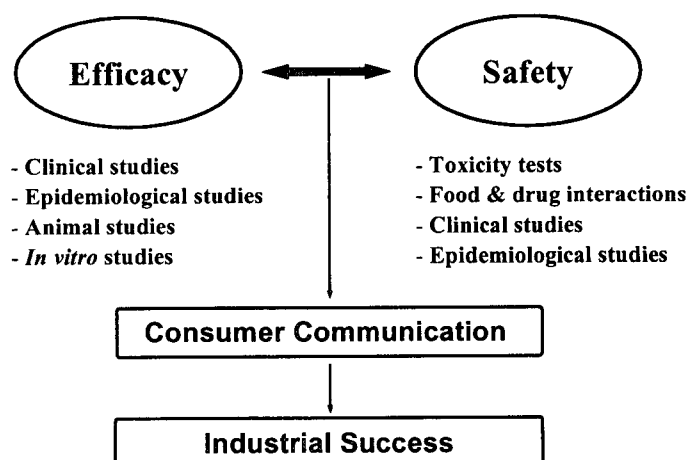 Efficacy
Safety
- Clinical studies
- Epidemiological studies
- Animal studies
- In vitro studies
- Toxicity tests
- Food & drug interactions
- Clinical studies
- Epidemiological studies
Consumer Communication
Industrial Success